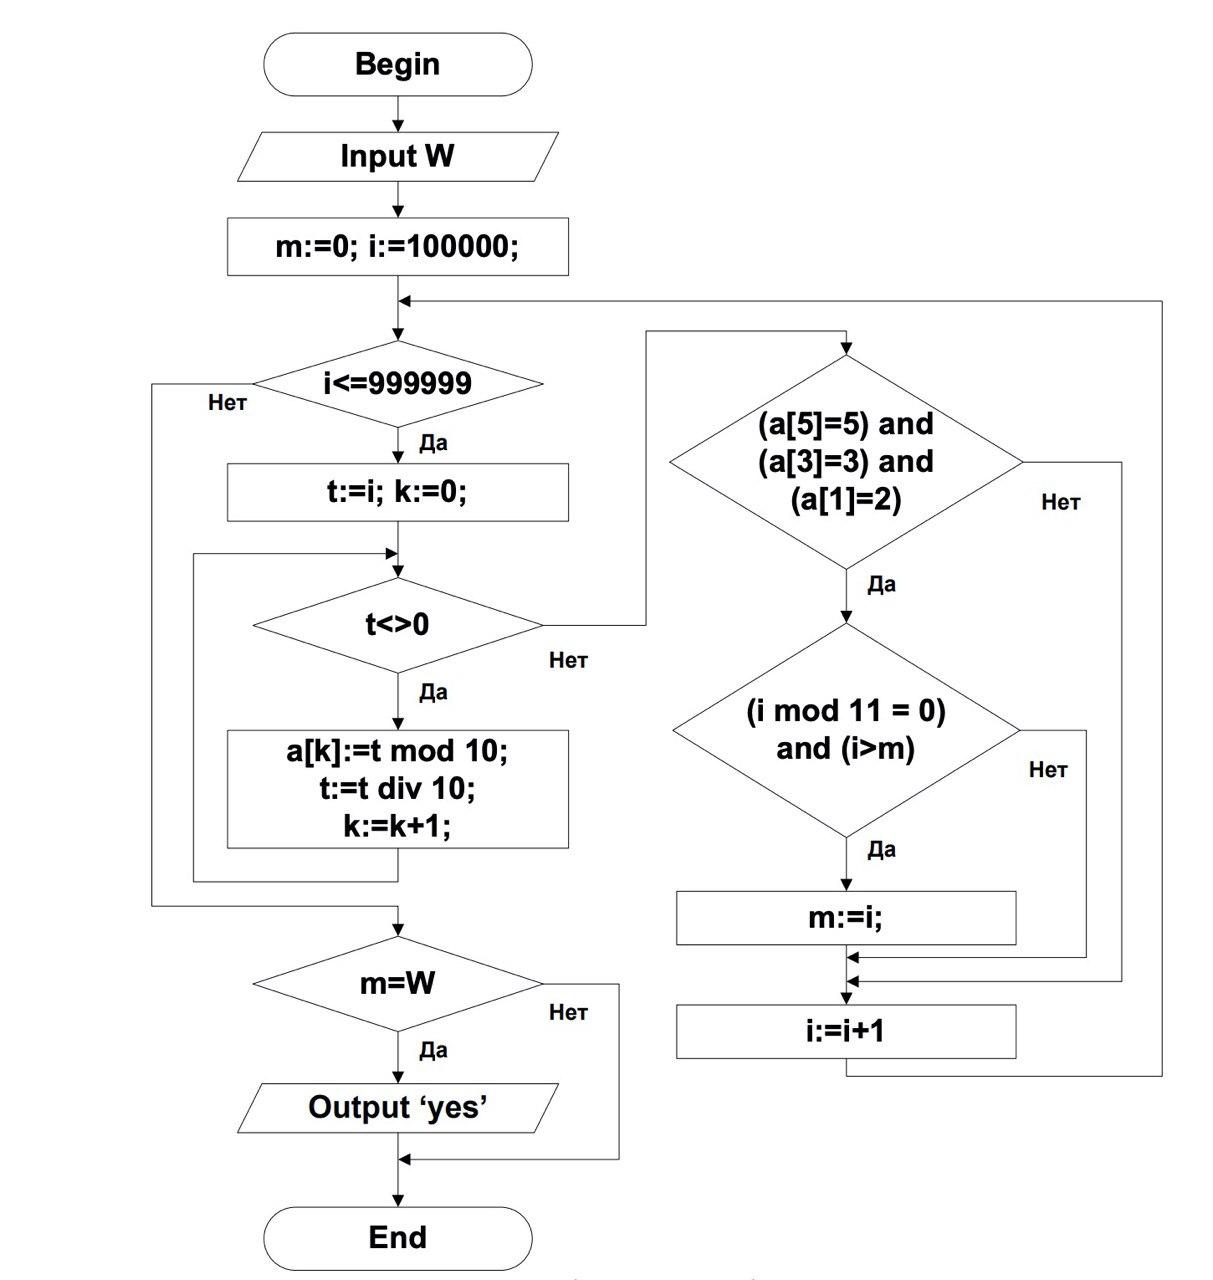 Begin
Input W
m:=0; i:=100000;
i<=999999
Нет
Да
t:=i; k:=0;
t<>0
Нет
Да
a[k]:=t mod 10;
t:=t div 10;
k:=k+1;
(a[5]=5) and
(a[3]=3) and
(a[1]=2)
Нет
Да
(i mod 11 = 0)
and (i>m)
Нет
Да
m:=i;
i:=i+1
m=W
Нет
Да
Output ‘yes’
End